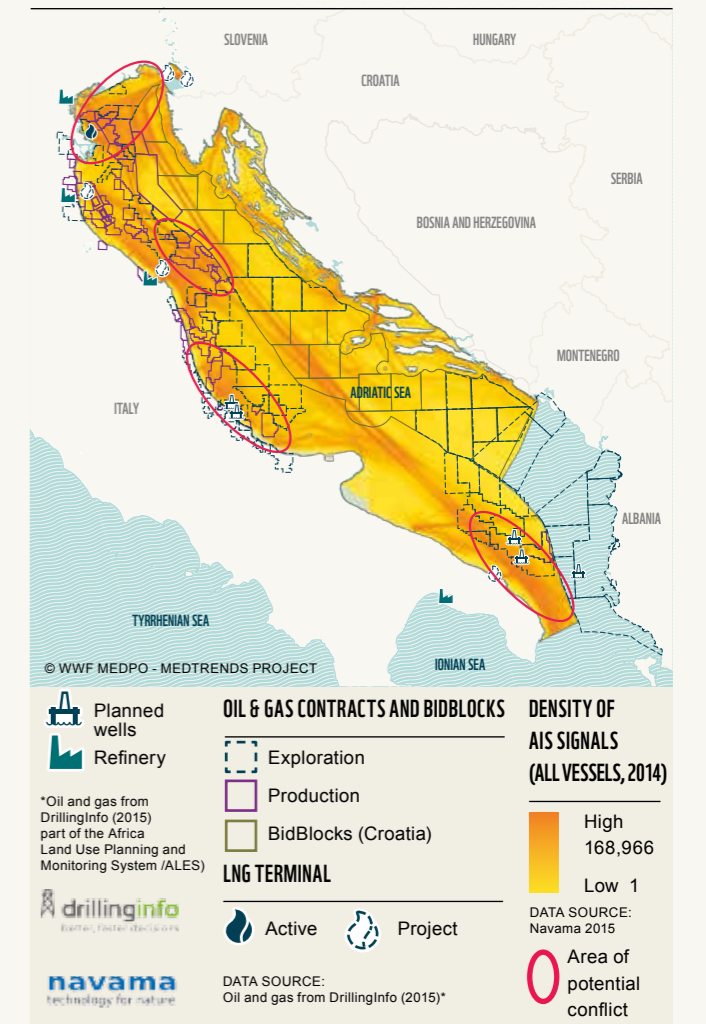 SLOVENIA
HUNGARY
CROATIA
SERBIA
BOSNIA AND HERZEGOVINA
MONTENEGRO
ADRIATIC SEA
ITALY
ALBANIA
TYRRHENIAN SEA
IONIAN SEA
© WWF MEDPO - MEDTRENDS PROJECT
Planned
wells
Refinery
*Oil and gas from
DrillingInfo (2015)
part of the Africa
Land Use Planning and
Monitoring System /ALES)
drillinginfo
better, faster decisions
navama
technology for nature
OIL & GAS CONTRACTS AND BIDBLOCKS
Exploration
Production
BidBlocks (Croatia)
LNG TERMINAL
Active
Project
DATA SOURCE:
Oil and gas from DrillingInfo (2015)*
DENSITY OF
AIS SIGNALS
(ALL VESSELS, 2014)
High
168,966
Low 1
DATA SOURCE:
Navama 2015
Area of
potential
conflict